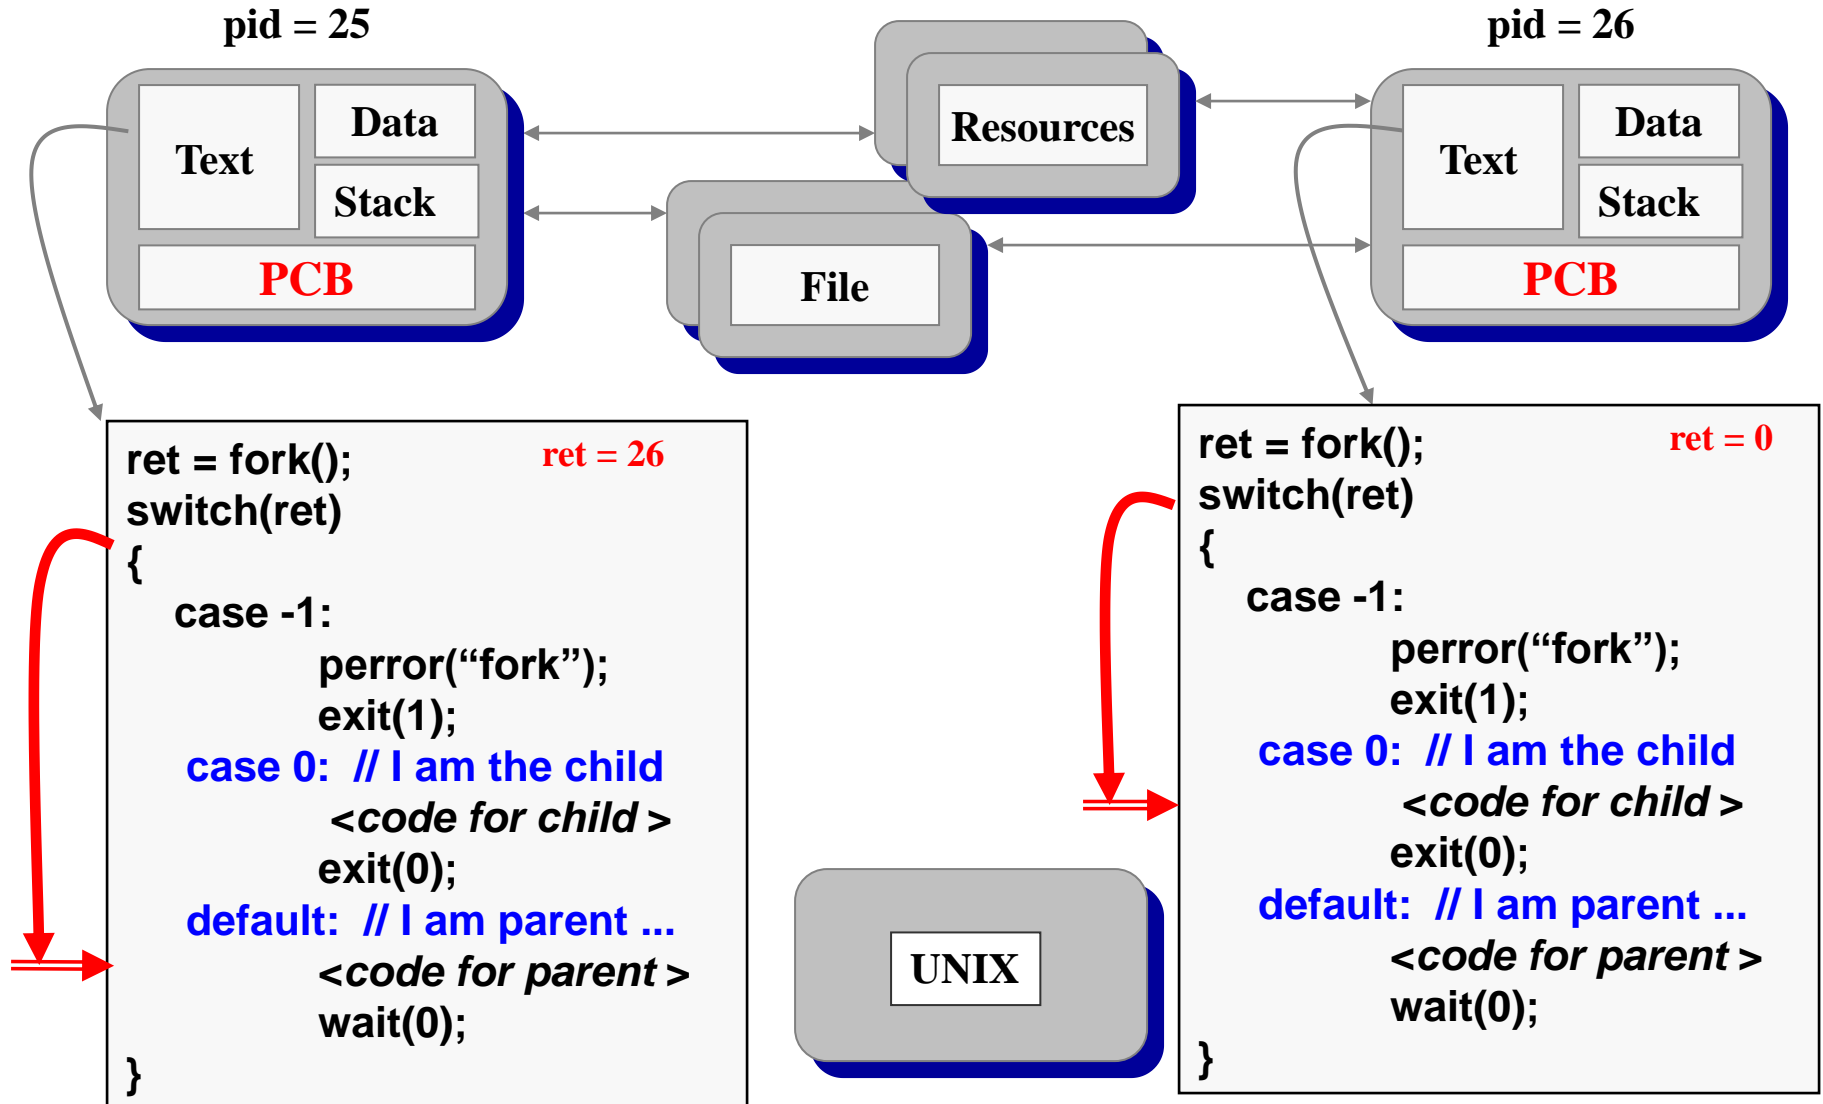 pid = 25
pid = 26
Text
Data
Stack
PCB
Resources
File
Text
Data
Stack
PCB
ret = fork();
ret = 26
switch(ret)
{
case -1:
perror(“fork”);
exit(1);
case 0: // I am the child
<code for child >
exit(0);
default: // I am parent ...
<code for parent >
wait(0);
}
UNIX
ret = fork();
ret = 0
switch(ret)
{
case -1:
perror(“fork”);
exit(1);
case 0: // I am the child
<code for child >
exit(0);
default: // I am parent ...
<code for parent >
wait(0);
}